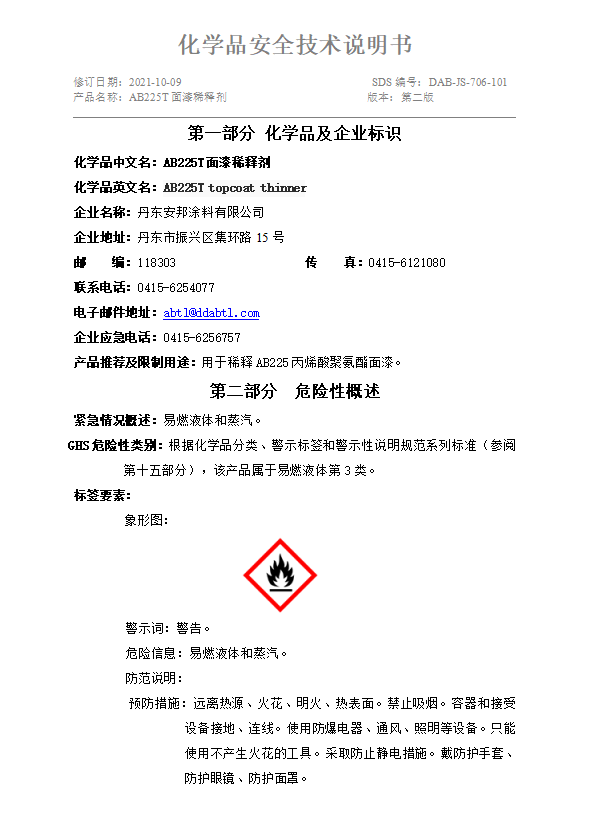 化学品安全技术说明书
修订日期：2021-10-09 SDS 编号：DAB-JS-706-101
产品名称：AB225T 面漆稀释剂 版本：第二版
第一部分 化学品及企业标识
化学品中文名：AB225T面漆稀释剂
化学品英文名：AB225T topcoat thinner
企业名称：丹东安邦涂料有限公司
企业地址：丹东市振兴区集环路 15 号
邮 编：118303 传 真：0415-6121080
联系电话：0415-6254077
电子邮件地址：abtl@ddabtl.com
企业应急电话：0415-6256757
产品推荐及限制用途：用于稀释 AB225 丙烯酸聚氨酯面漆。
第二部分 危险性概述
紧急情况概述：易燃液体和蒸汽。
GHS 危险性类别：根据化学品分类、警示标签和警示性说明规范系列标准（参阅
第十五部分），该产品属于易燃液体第 3 类。
标签要素：
象形图：
警示词：警告。
危险信息：易燃液体和蒸汽。
防范说明：
预防措施：远离热源、火花、明火、热表面。禁止吸烟。容器和接受
设备接地、连线。使用防爆电器、通风、照明等设备。只能
使用不产生火花的工具。采取防止静电措施。戴防护手套、
防护眼镜、防护面罩。